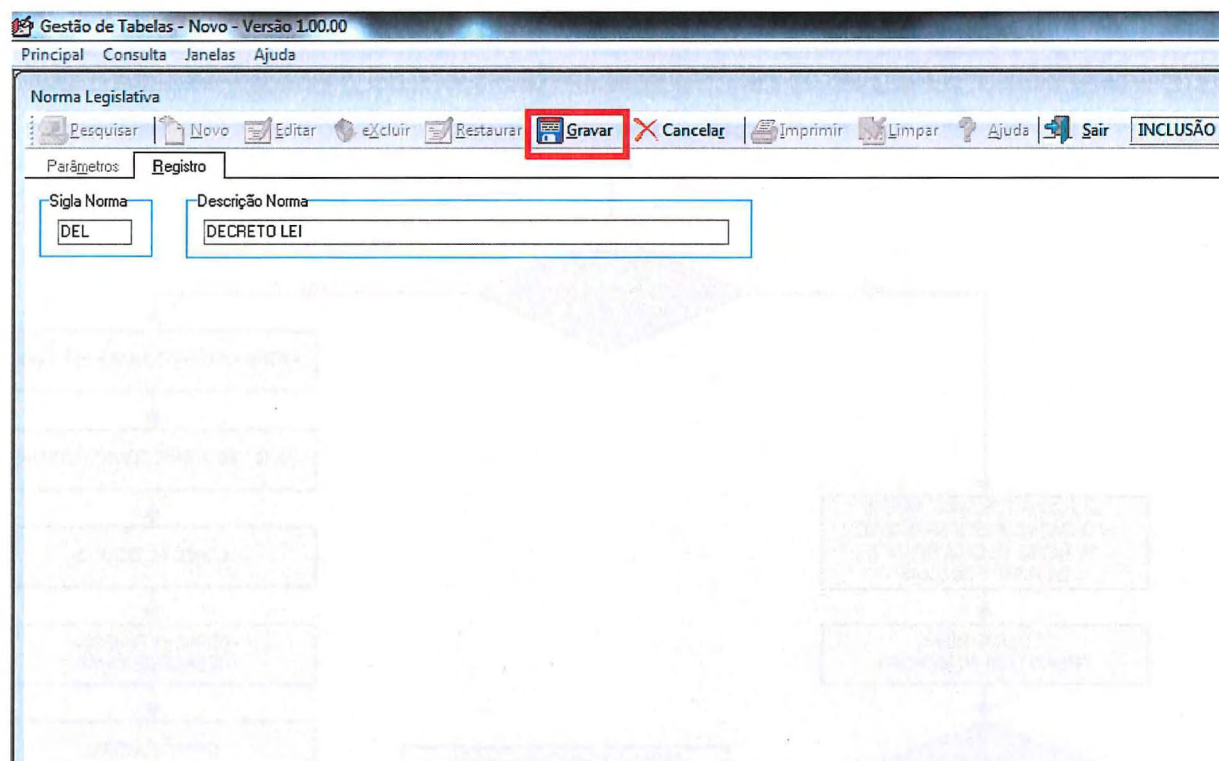 Gestão de Tabelas - Novo - Versão 1.00.00
Principal Consulta Janelas Ajuda
Norma Legislativa
Pesquisar Novo Editar eXcluir Restaurar Gravar Cancelar Imprimir Limpar Ajuda Sair INCLUSÃO
Parâmetros Registro
Sigla Norma Descrição Norma
DEL DECRETO LEI